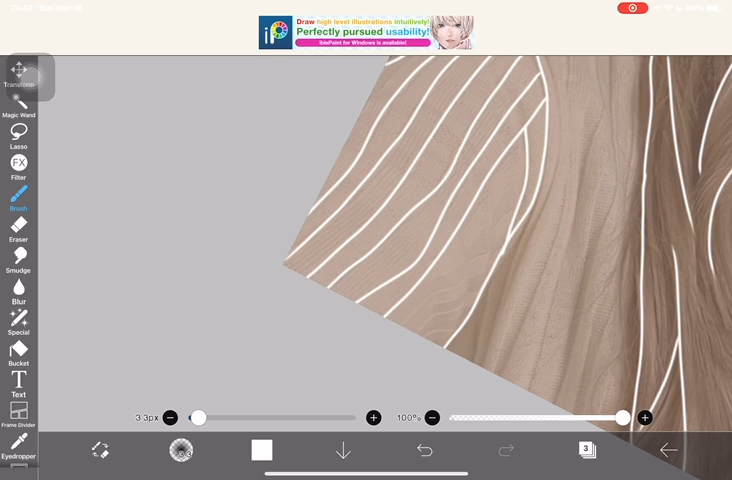 Draw high level illustrations intuitively!
Perfectly pursued usability!
ibisPaint for Windows is available!
Transform
Magic Wand
Lasso
FX
Filter
Brush
Eraser
Smudge
Blur
Special
Bucket
T
Text
Frame Divider
Eyedropper
3.3px
100%
3